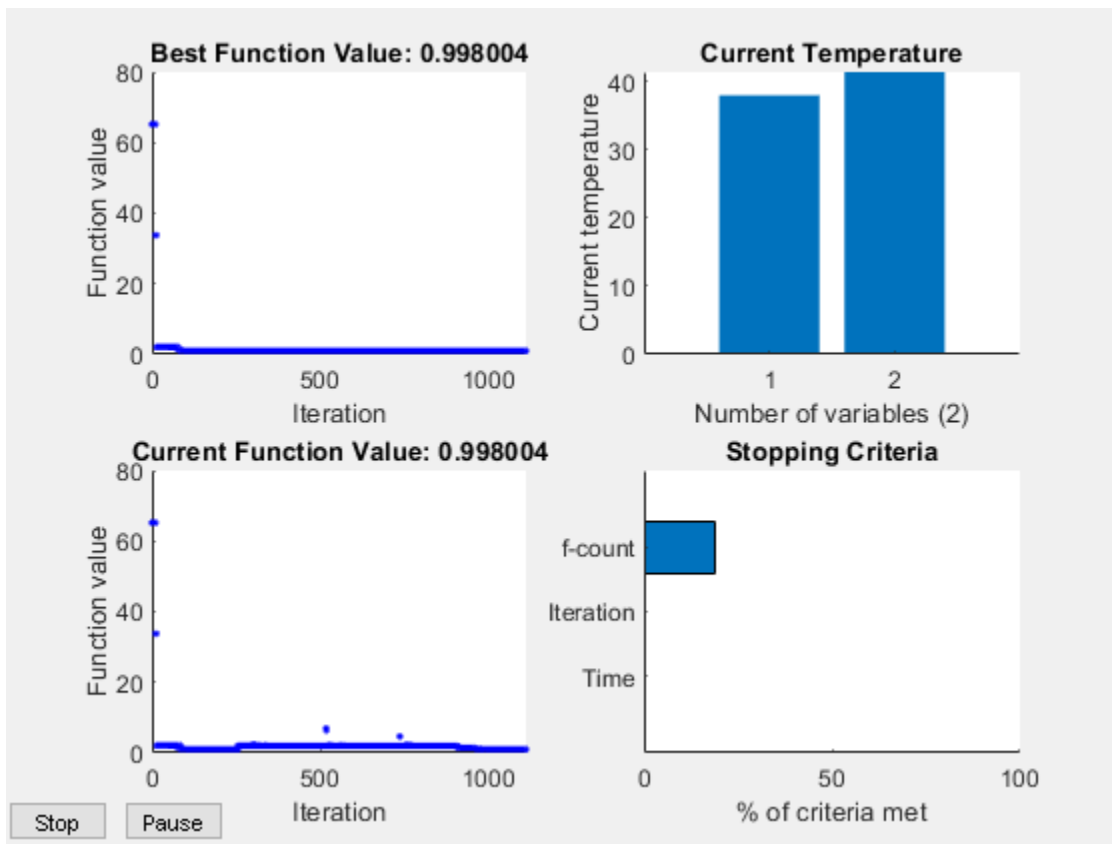 Best Function Value: 0.998004
80
60
40
20
0
Function value
0 500 1000
Iteration
Current Temperature
40
30
20
10
0
Current temperature
1 2
Number of variables (2)
Current Function Value: 0.998004
80
60
40
20
0
Function value
0 500 1000
Iteration
Stopping Criteria
f-count
Iteration
Time
0 50 100
% of criteria met
Stop Pause